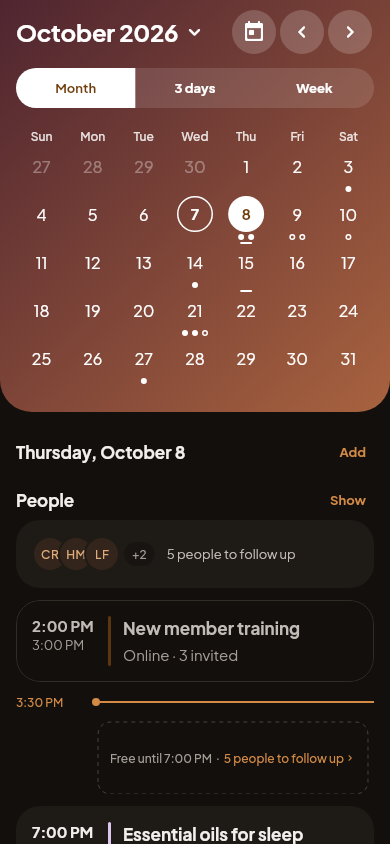 October 2026
Month 3 days Week
Sun Mon Tue Wed Thu Fri Sat
27 28 29 30 1 2 3
4 5 6 7 8 9 10
11 12 13 14 15 16 17
18 19 20 21 22 23 24
25 26 27 28 29 30 31
Thursday, October 8 Add
People Show
CR HM LF +2 5 people to follow up
2:00 PM New member training
3:00 PM Online · 3 invited
3:30 PM
Free until 7:00 PM · 5 people to follow up ›
7:00 PM Essential oils for sleep